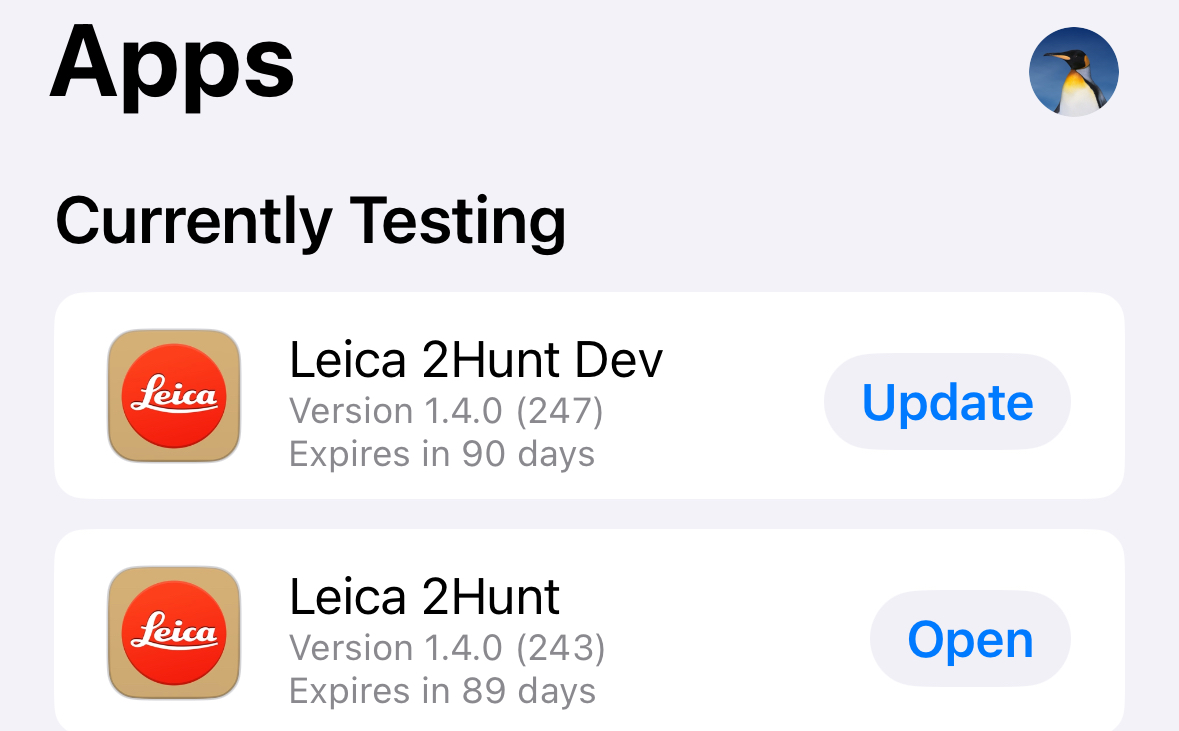 Apps
Currently Testing
Leica
Leica 2Hunt Dev
Version 1.4.0 (247)
Expires in 90 days
Update
Leica
Leica 2Hunt
Version 1.4.0 (243)
Expires in 89 days
Open